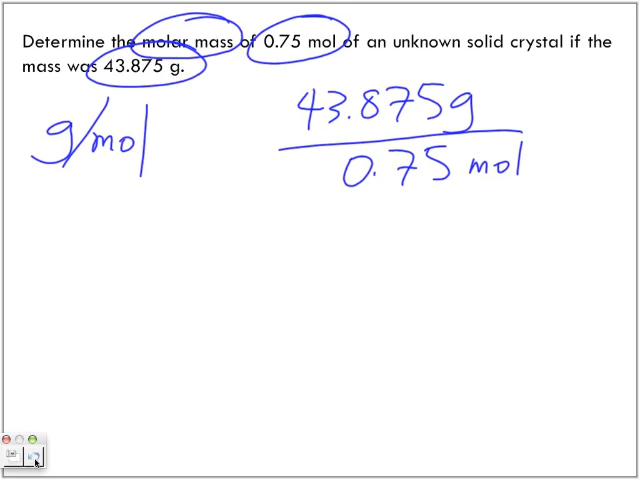 Determine the molar mass of 0.75 mol of an unknown solid crystal if the
mass was 43.875 g.
g/mol
43.875g
0.75 mol